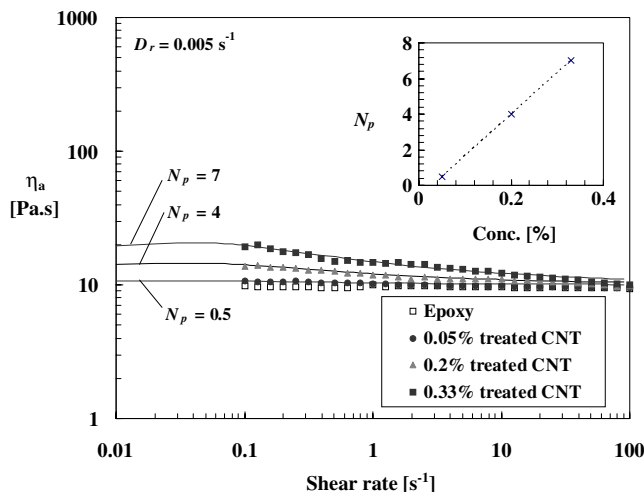 1000
D_r = 0.005 s^-1
8
6
N_p
4
2
0
0 0.2 0.4
Conc. [%]
100
η_a
[Pa.s]
N_p = 7
N_p = 4
10
N_p = 0.5
Epoxy
0.05% treated CNT
0.2% treated CNT
0.33% treated CNT
1
0.01 0.1 1 10 100
Shear rate [s^-1]